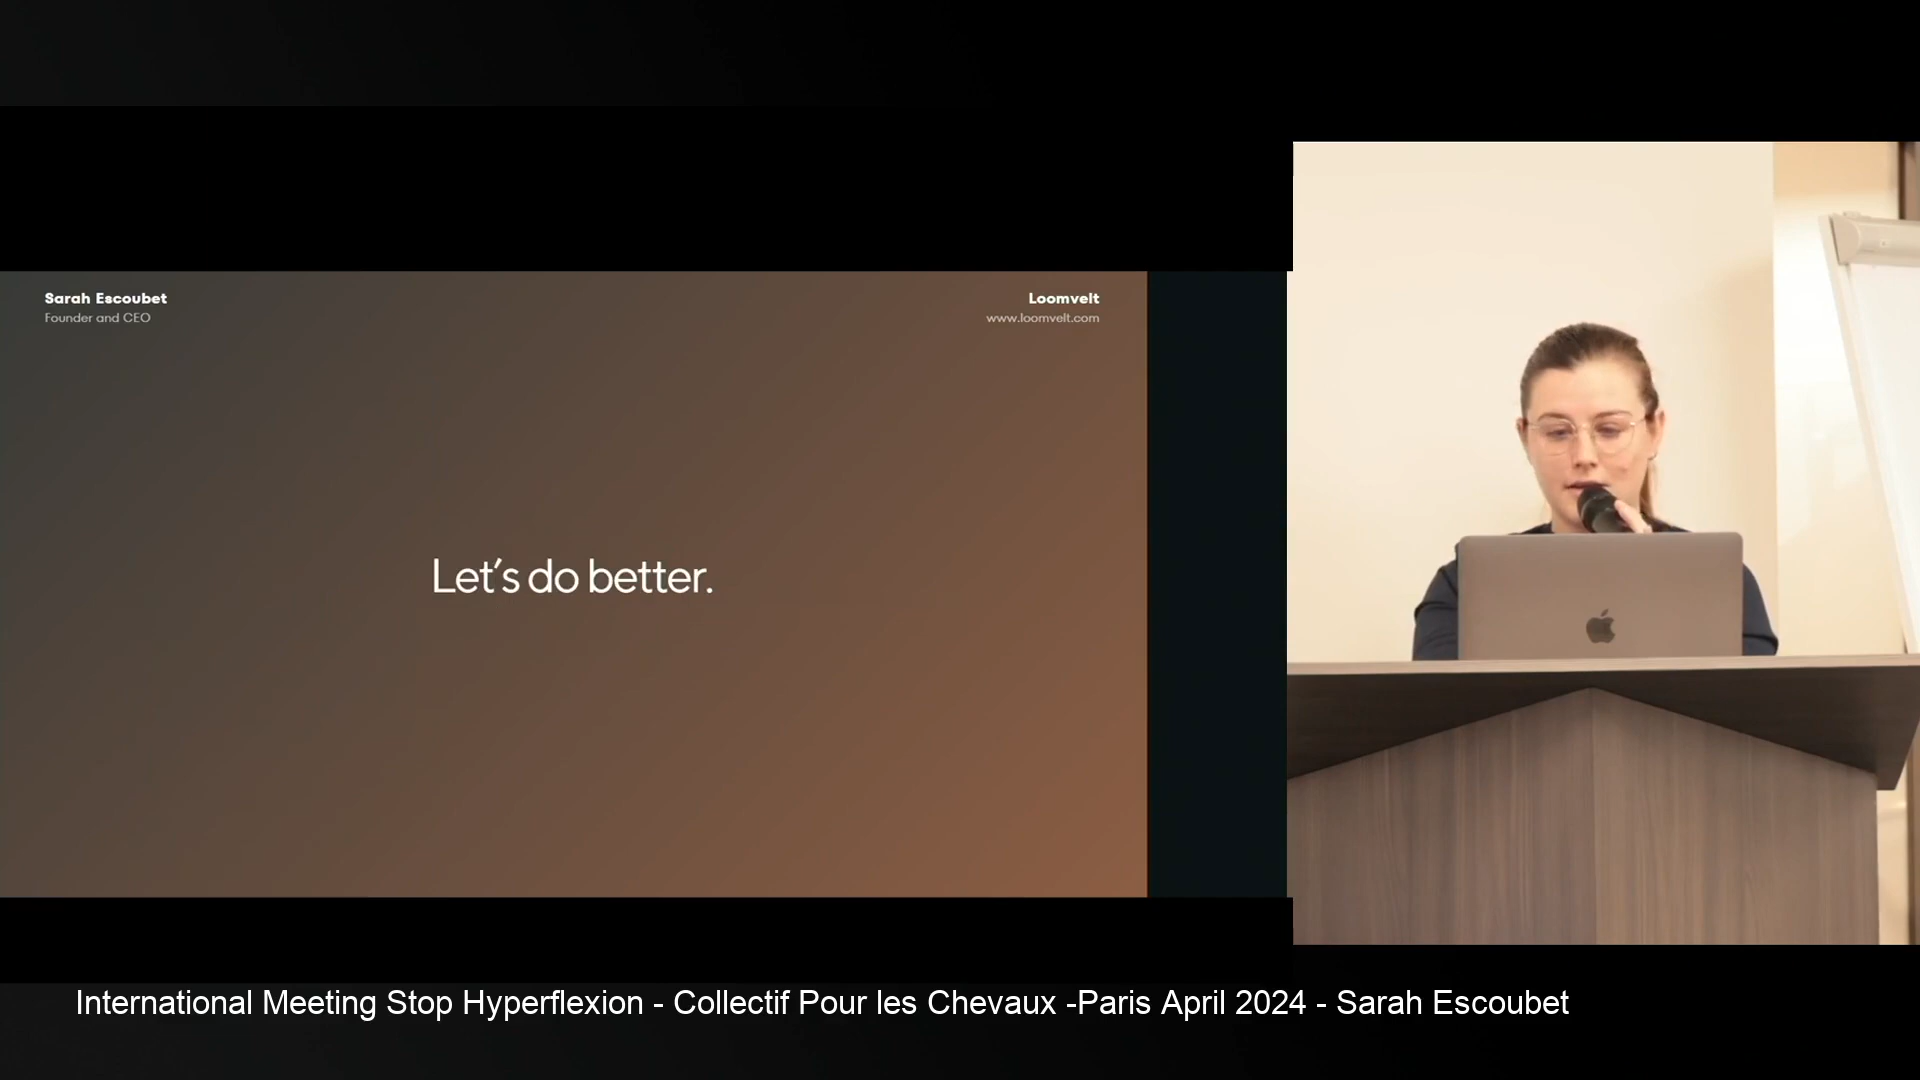 Sarah Escoubet
Founder and CEO
Loomvelt
www.loomvelt.com
Let's do better.
International Meeting Stop Hyperflexion - Collectif Pour les Chevaux -Paris April 2024 - Sarah Escoubet